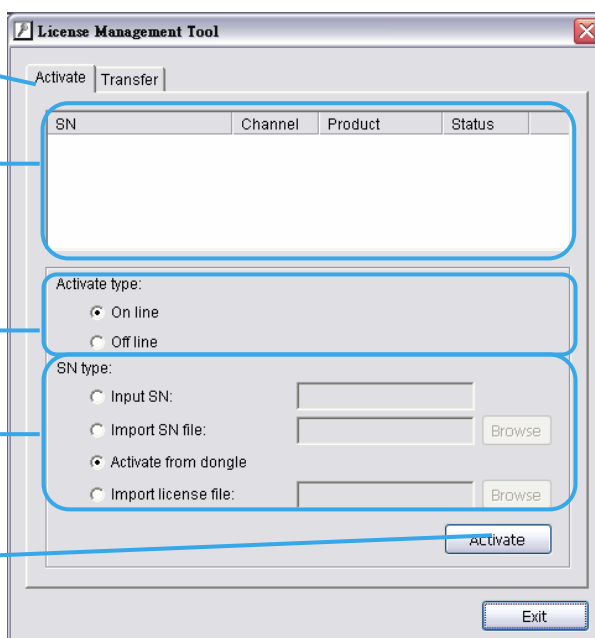 License Management Tool
Activate Transfer
SN Channel Product Status
Activate type:
On line
Off line
SN type:
Input SN:
Import SN file: Browse
Activate from dongle
Import license file: Browse
Activate
Exit